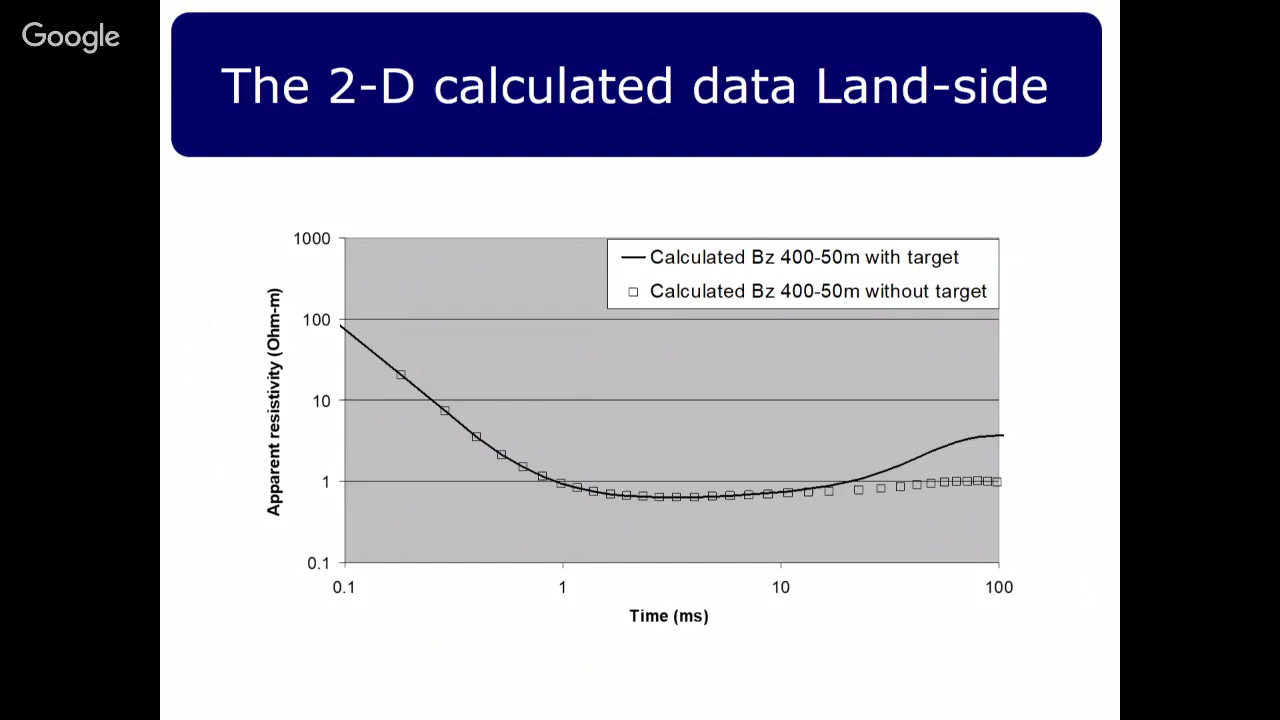 Google
The 2-D calculated data Land-side
Calculated Bz 400-50m with target
Calculated Bz 400-50m without target
Apparent resistivity (Ohm-m)
1000
100
10
1
0.1
0.1 1 10 100
Time (ms)